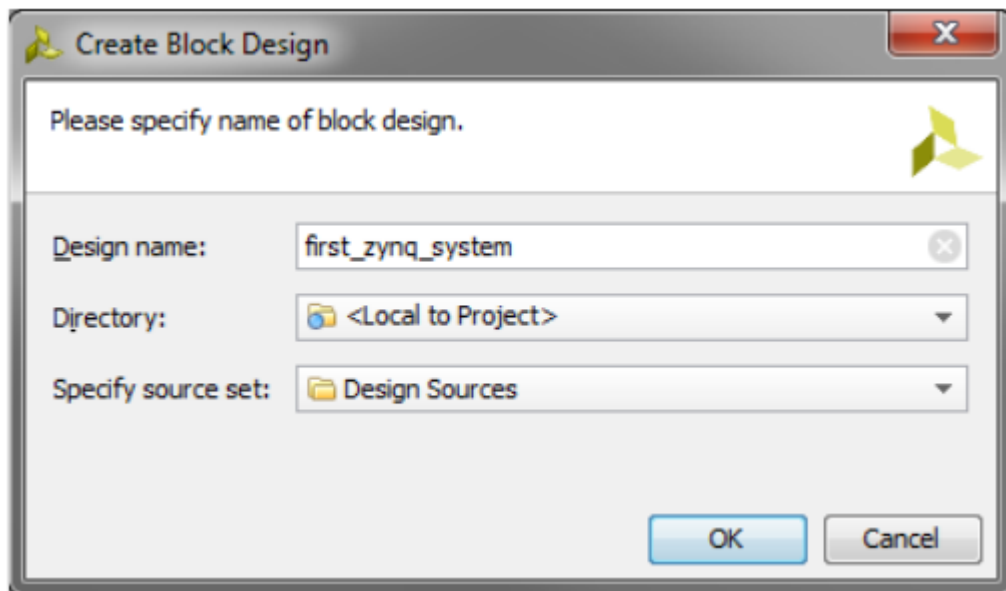 Create Block Design
Please specify name of block design.
Design name: first_zynq_system
Directory: <Local to Project>
Specify source set: Design Sources
OK Cancel